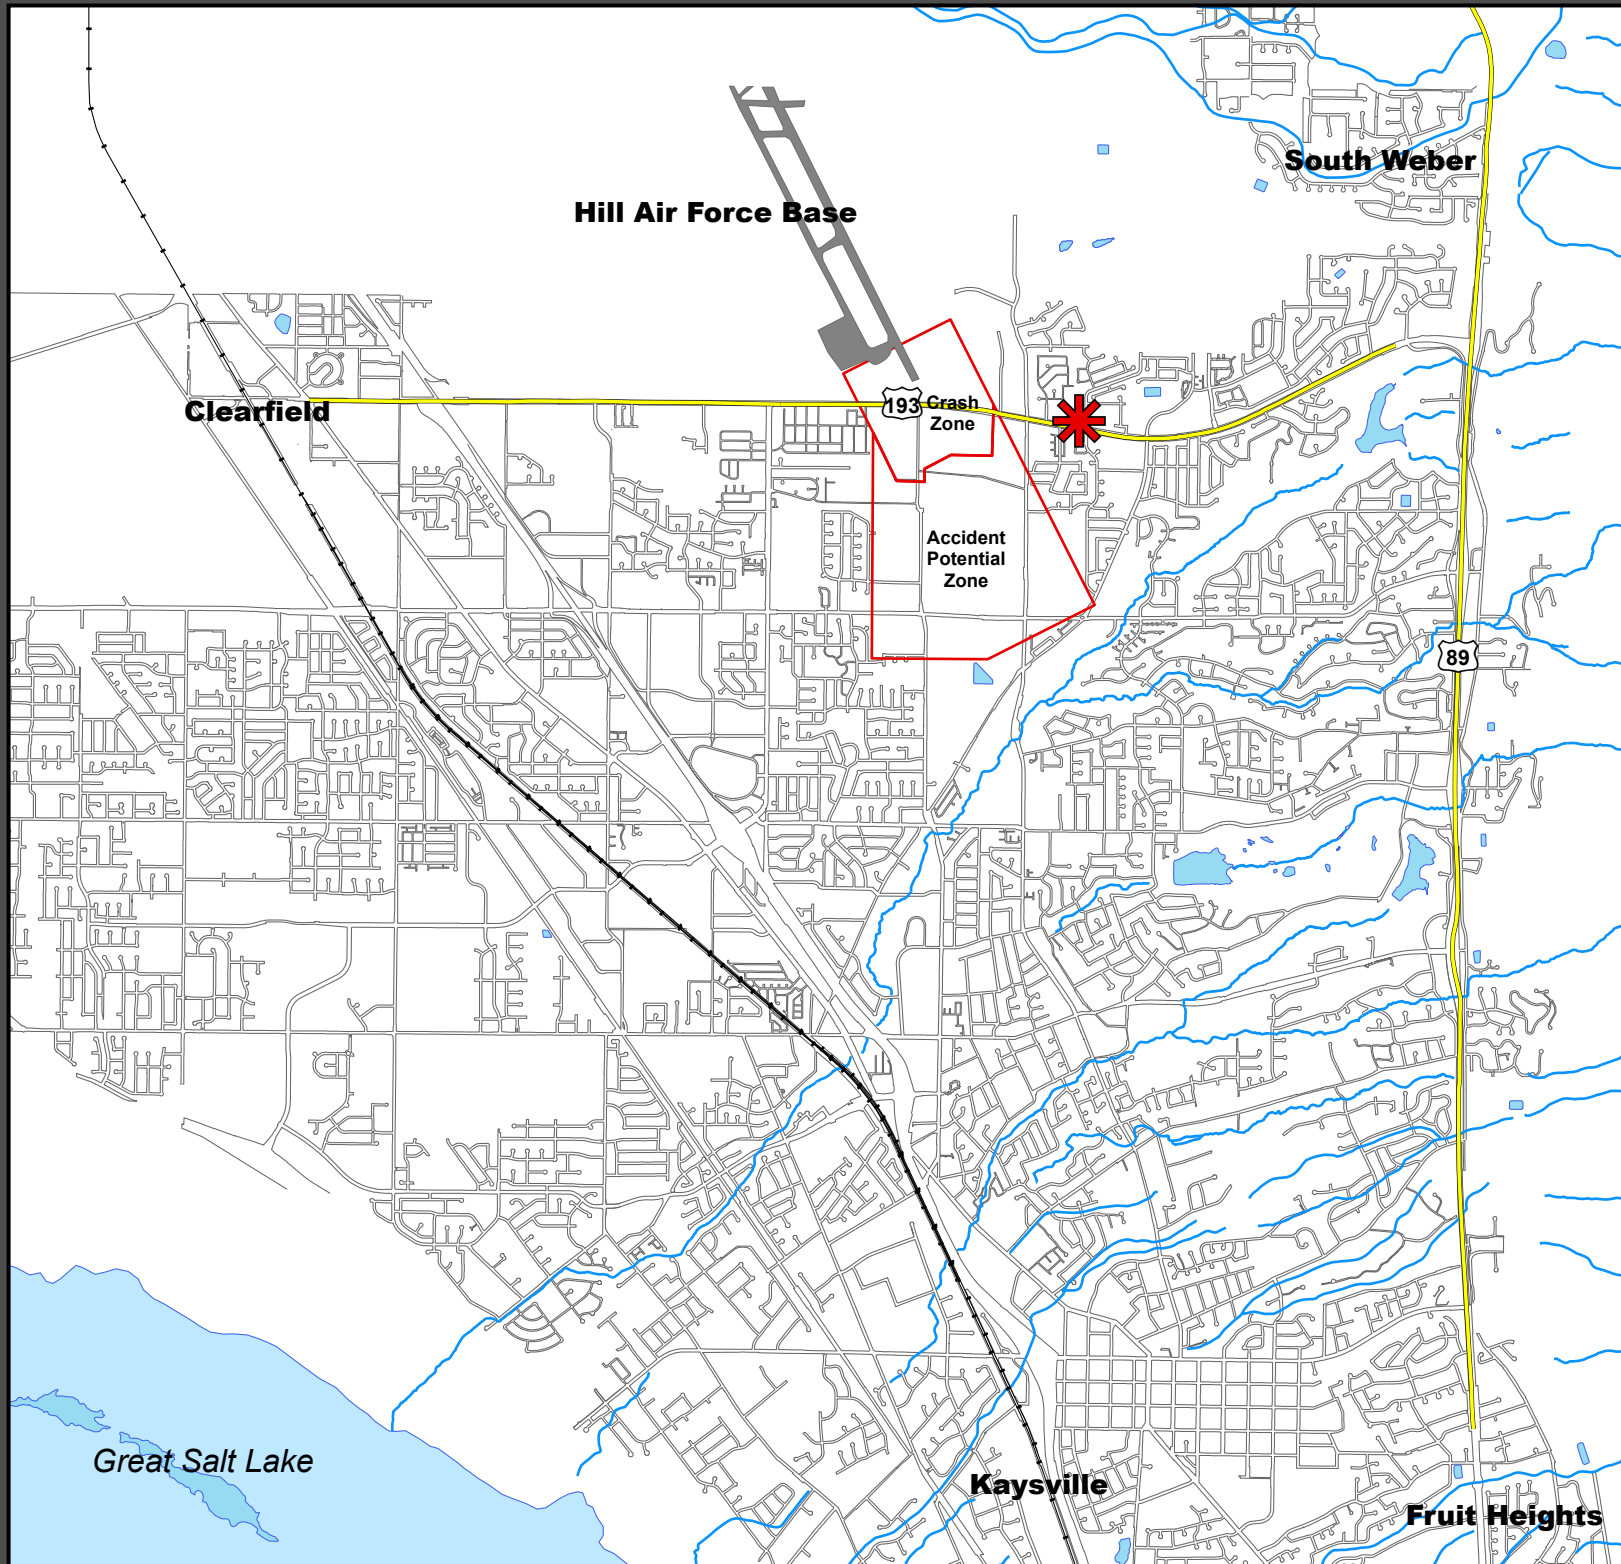 South Weber
Hill Air Force Base
193
Crash
Zone
Clearfield
Accident
Potential
Zone
89
Great Salt Lake
Kaysville
Fruit Heights